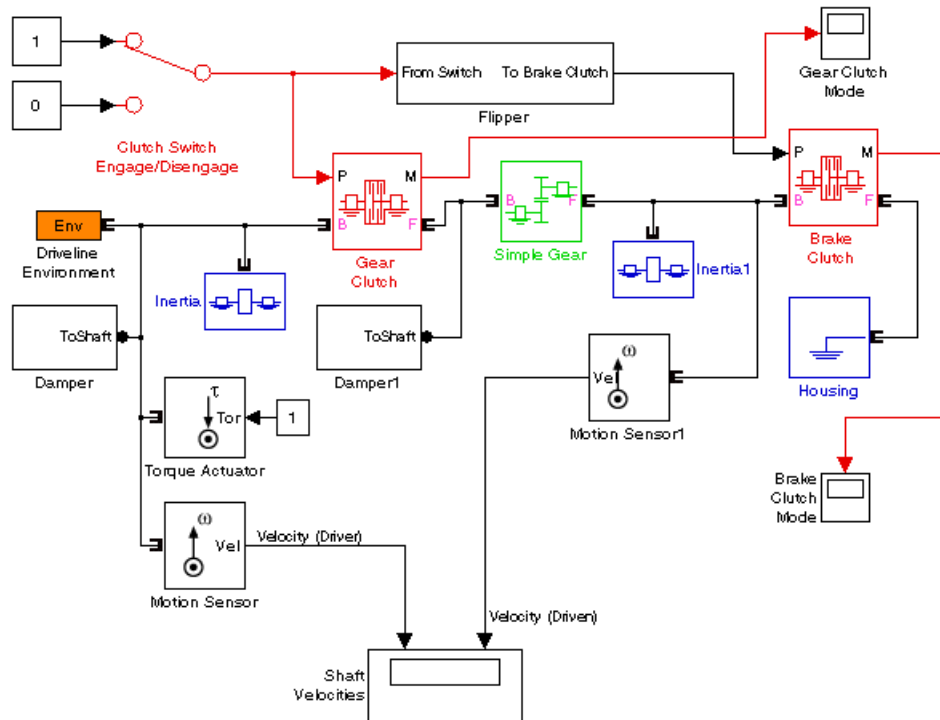 1
From Switch To Brake Clutch
Gear Clutch
Mode
0
Flipper
Clutch Switch
Engage/Disengage
P M
B F
Gear
Clutch
B F
Simple Gear
P M
B F
Brake
Clutch
Env
Driveline
Environment
Inertia
Inertia1
ToShaft
Damper
ToShaft
Damper1
ω
Vel
Motion Sensor1
Housing
τ
Tor
1
Torque Actuator
Brake
Clutch
Mode
ω
Vel
Motion Sensor
Velocity (Driver)
Velocity (Driven)
Shaft
Velocities